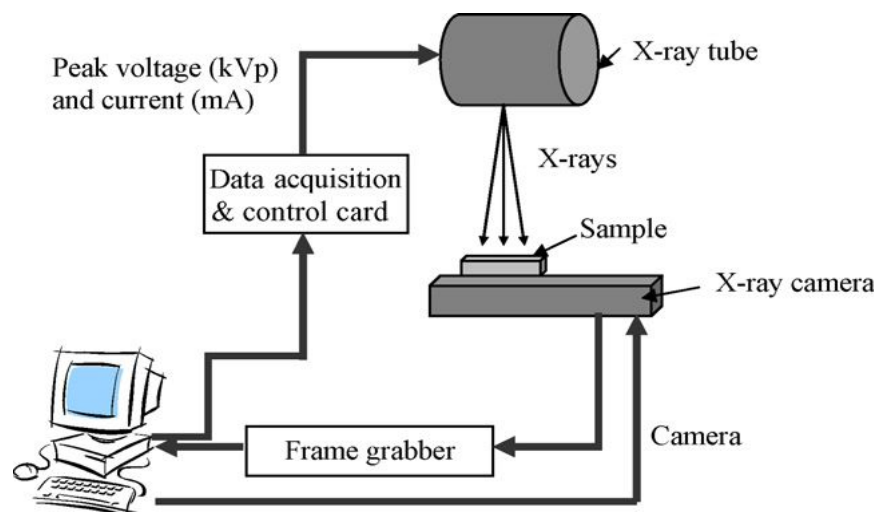 Peak voltage (kVp)
and current (mA)
X-ray tube
Data acquisition
& control card
X-rays
Sample
X-ray camera
Frame grabber
Camera